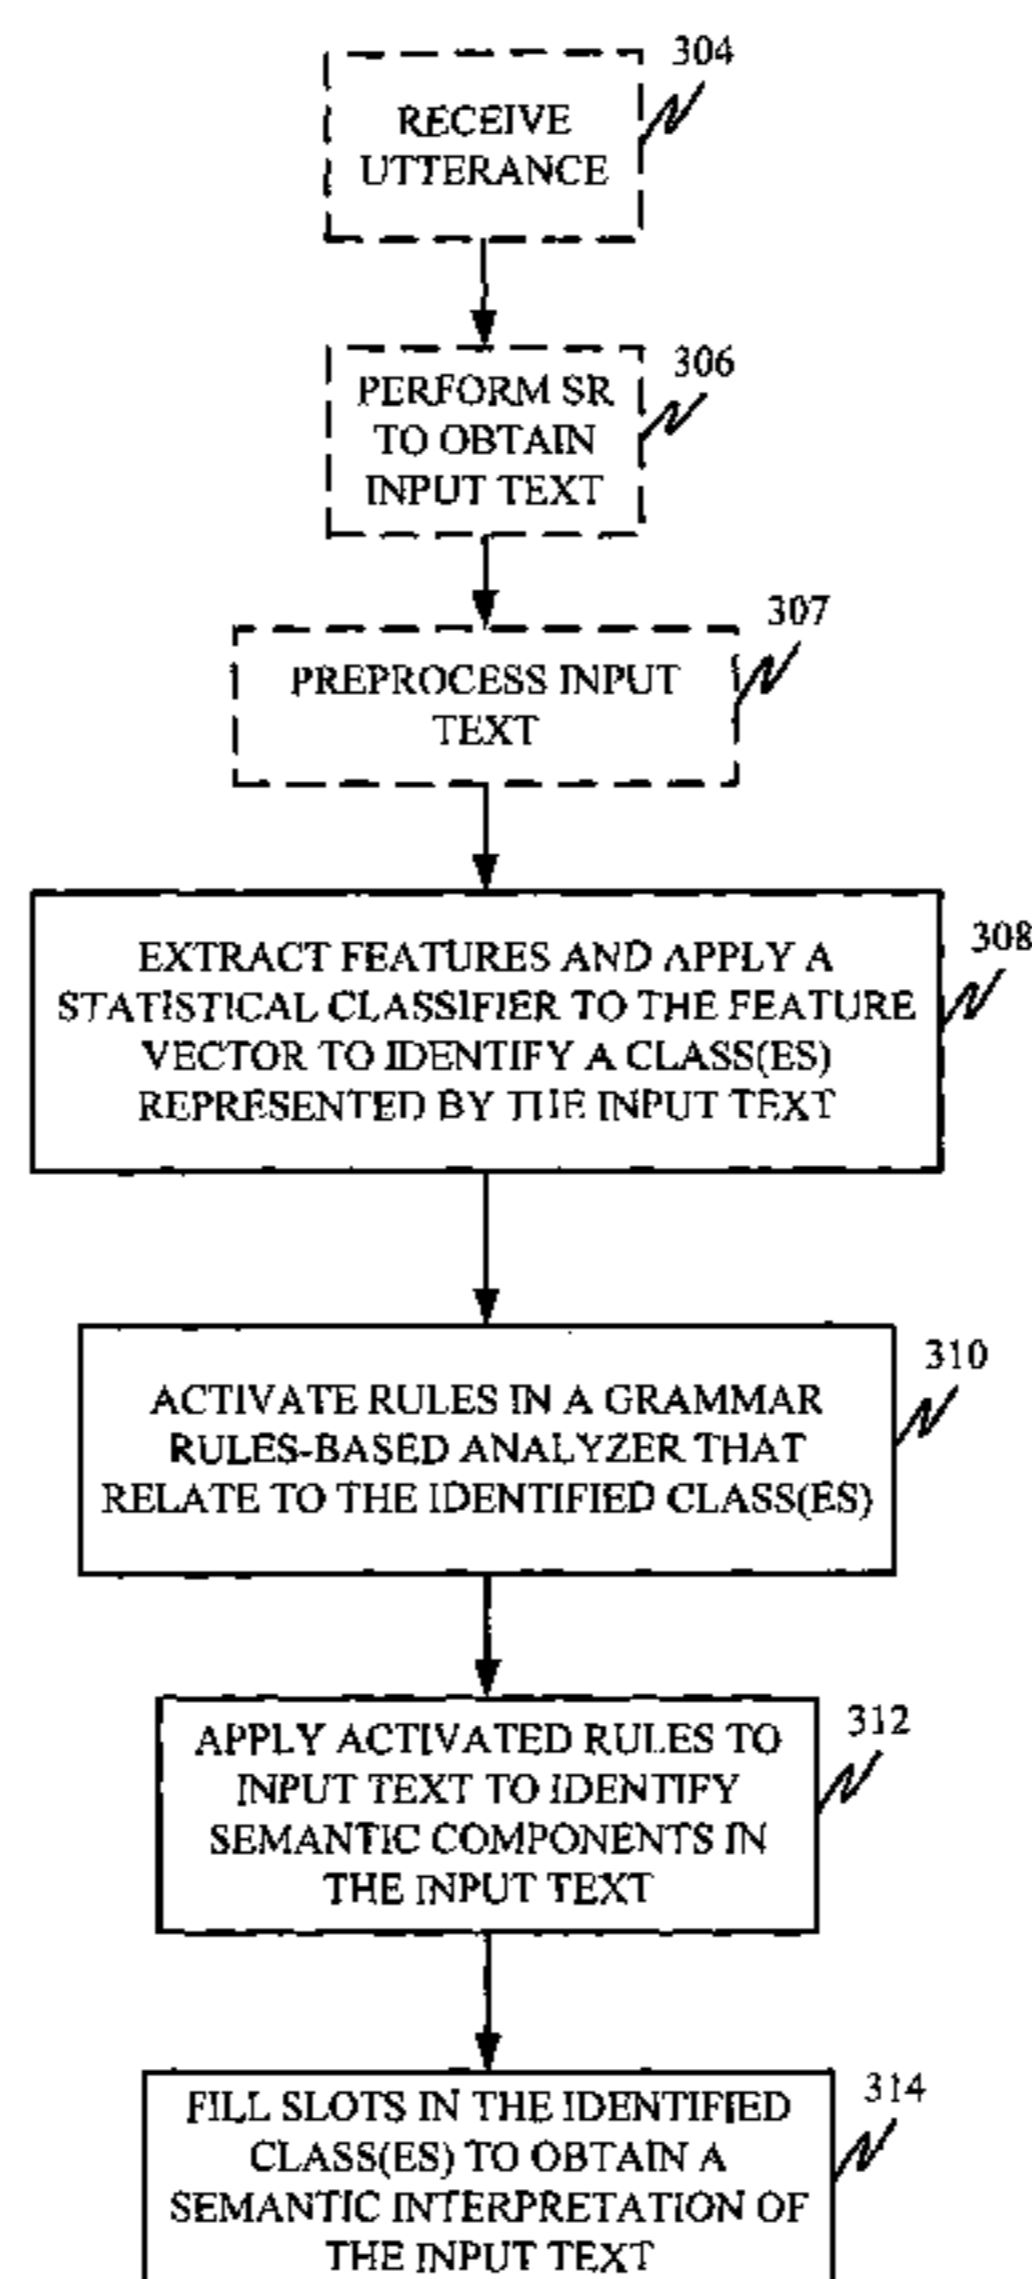 304
RECEIVE
UTTERANCE
306
PERFORM SR
TO OBTAIN
INPUT TEXT
307
PREPROCESS INPUT
TEXT
308
EXTRACT FEATURES AND APPLY A
STATISTICAL CLASSIFIER TO THE FEATURE
VECTOR TO IDENTIFY A CLASS(ES)
REPRESENTED BY THE INPUT TEXT
310
ACTIVATE RULES IN A GRAMMAR
RULES-BASED ANALYZER THAT
RELATE TO THE IDENTIFIED CLASS(ES)
312
APPLY ACTIVATED RULES TO
INPUT TEXT TO IDENTIFY
SEMANTIC COMPONENTS IN
THE INPUT TEXT
314
FILL SLOTS IN THE IDENTIFIED
CLASS(ES) TO OBTAIN A
SEMANTIC INTERPRETATION OF
THE INPUT TEXT